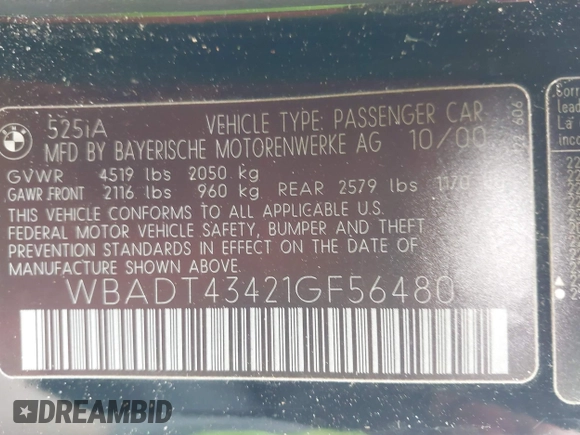 525iA VEHICLE TYPE: PASSENGER CAR
MFD BY BAYERISCHE MOTORENWERKE AG 10/00
GVWR 4519 lbs 2050 kg
GAWR FRONT 2116 lbs 960 kg REAR 2579 lbs 1170
THIS VEHICLE CONFORMS TO ALL APPLICABLE U.S.
FEDERAL MOTOR VEHICLE SAFETY, BUMPER AND THEFT
PREVENTION STANDARDS IN EFFECT ON THE DATE OF
MANUFACTURE SHOWN ABOVE.
WBADT43421GF56480
DREAMBID